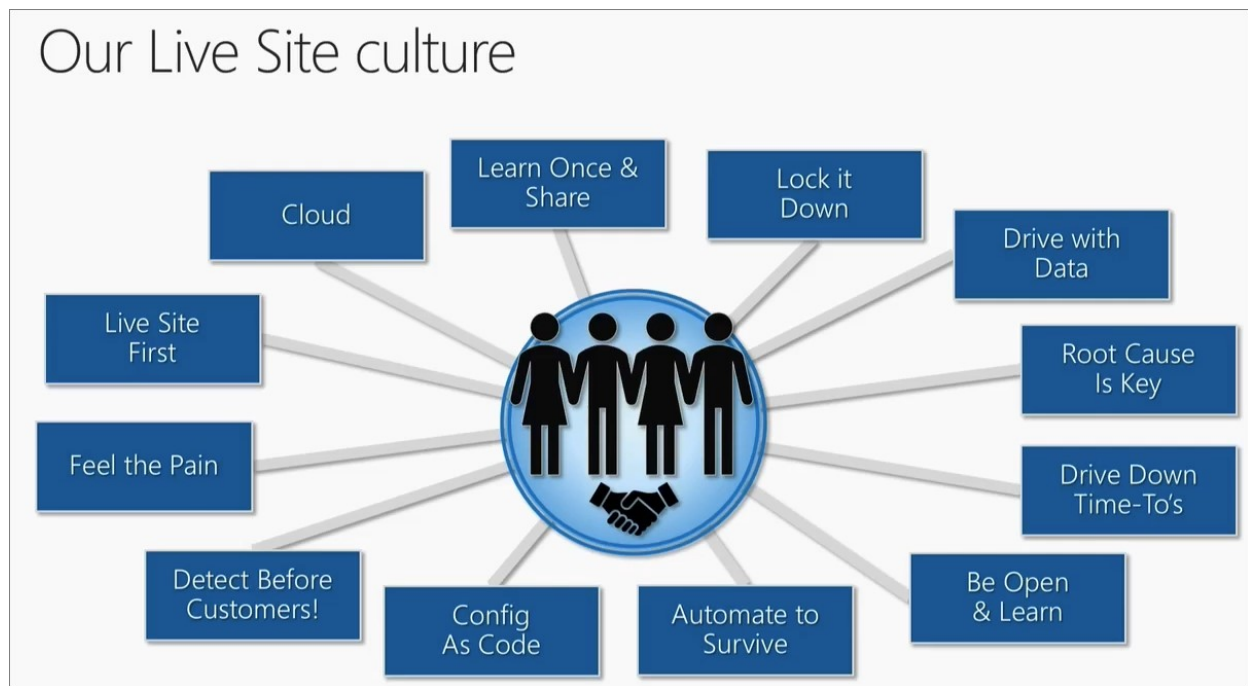 Our Live Site culture
Learn Once &
Share
Lock it
Down
Cloud
Drive with
Data
Live Site
First
Root Cause
Is Key
Feel the Pain
Drive Down
Time-To's
Detect Before
Customers!
Config
As Code
Automate to
Survive
Be Open
& Learn